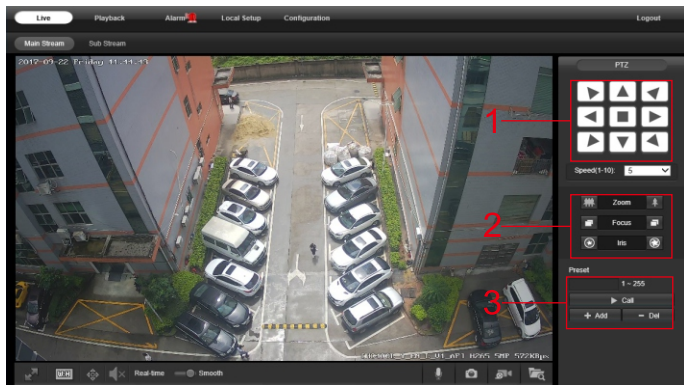 Live Playback Alarm Local Setup Configuration Logout
Main Stream Sub Stream
2017-09-22 Friday 11:44:43
PTZ
1
Speed(1-10): 5
Zoom
2
Focus
Iris
Preset
1 ~ 255
3
Call
+ Add - Del
H265 5MP
W:H Real-time Smooth